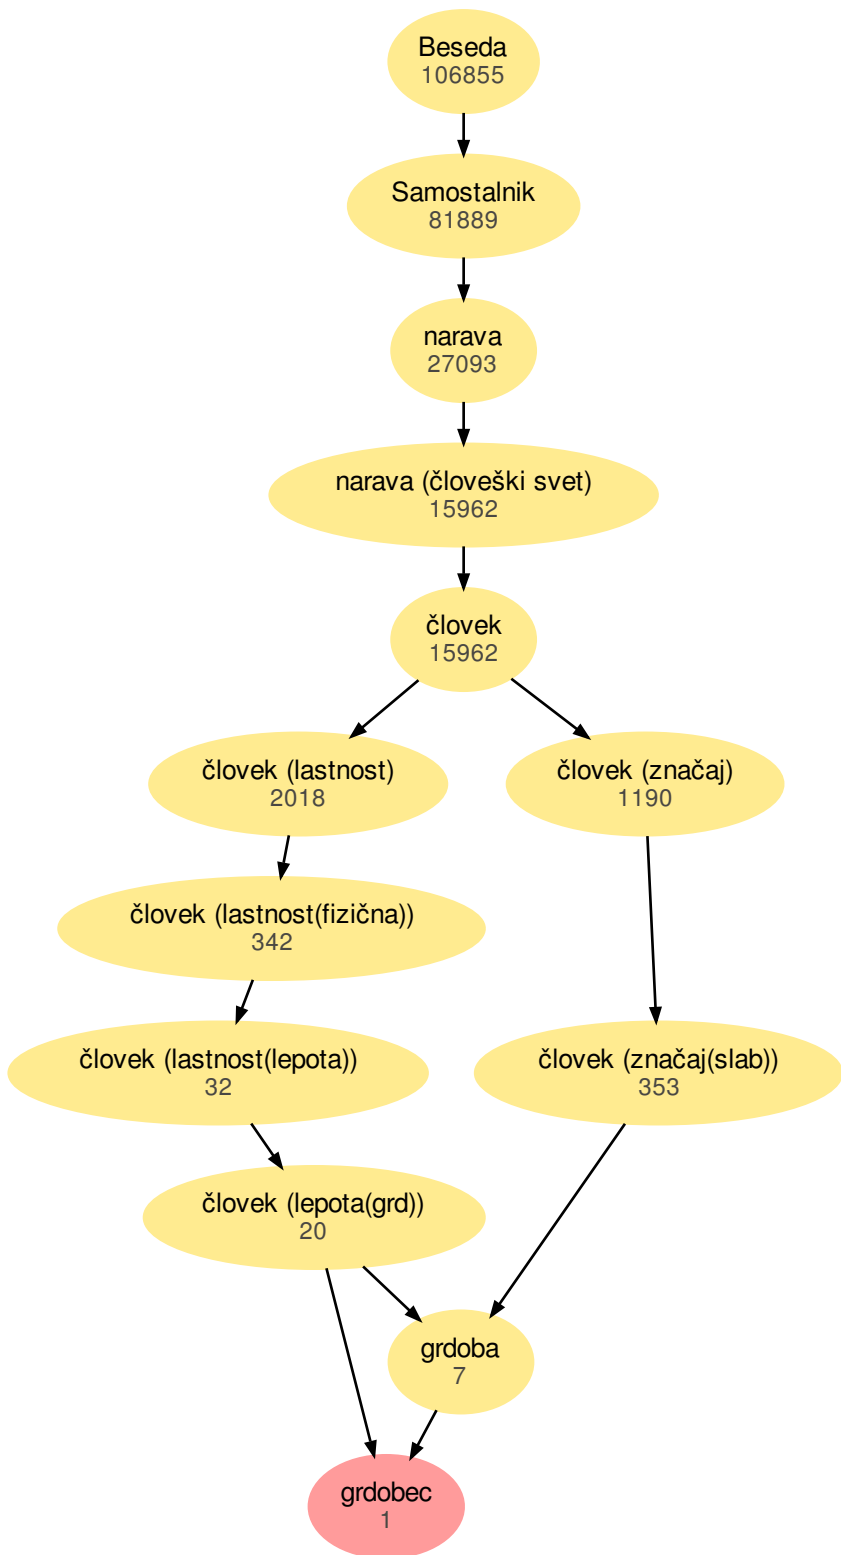 Beseda
106855
Samostalnik
81889
narava
27093
narava (človeški svet)
15962
človek
15962
človek (lastnost)
2018
človek (značaj)
1190
človek (lastnost(fizična))
342
človek (lastnost(lepota))
32
človek (značaj(slab))
353
človek (lepota(grd))
20
grdoba
7
grdobec
1